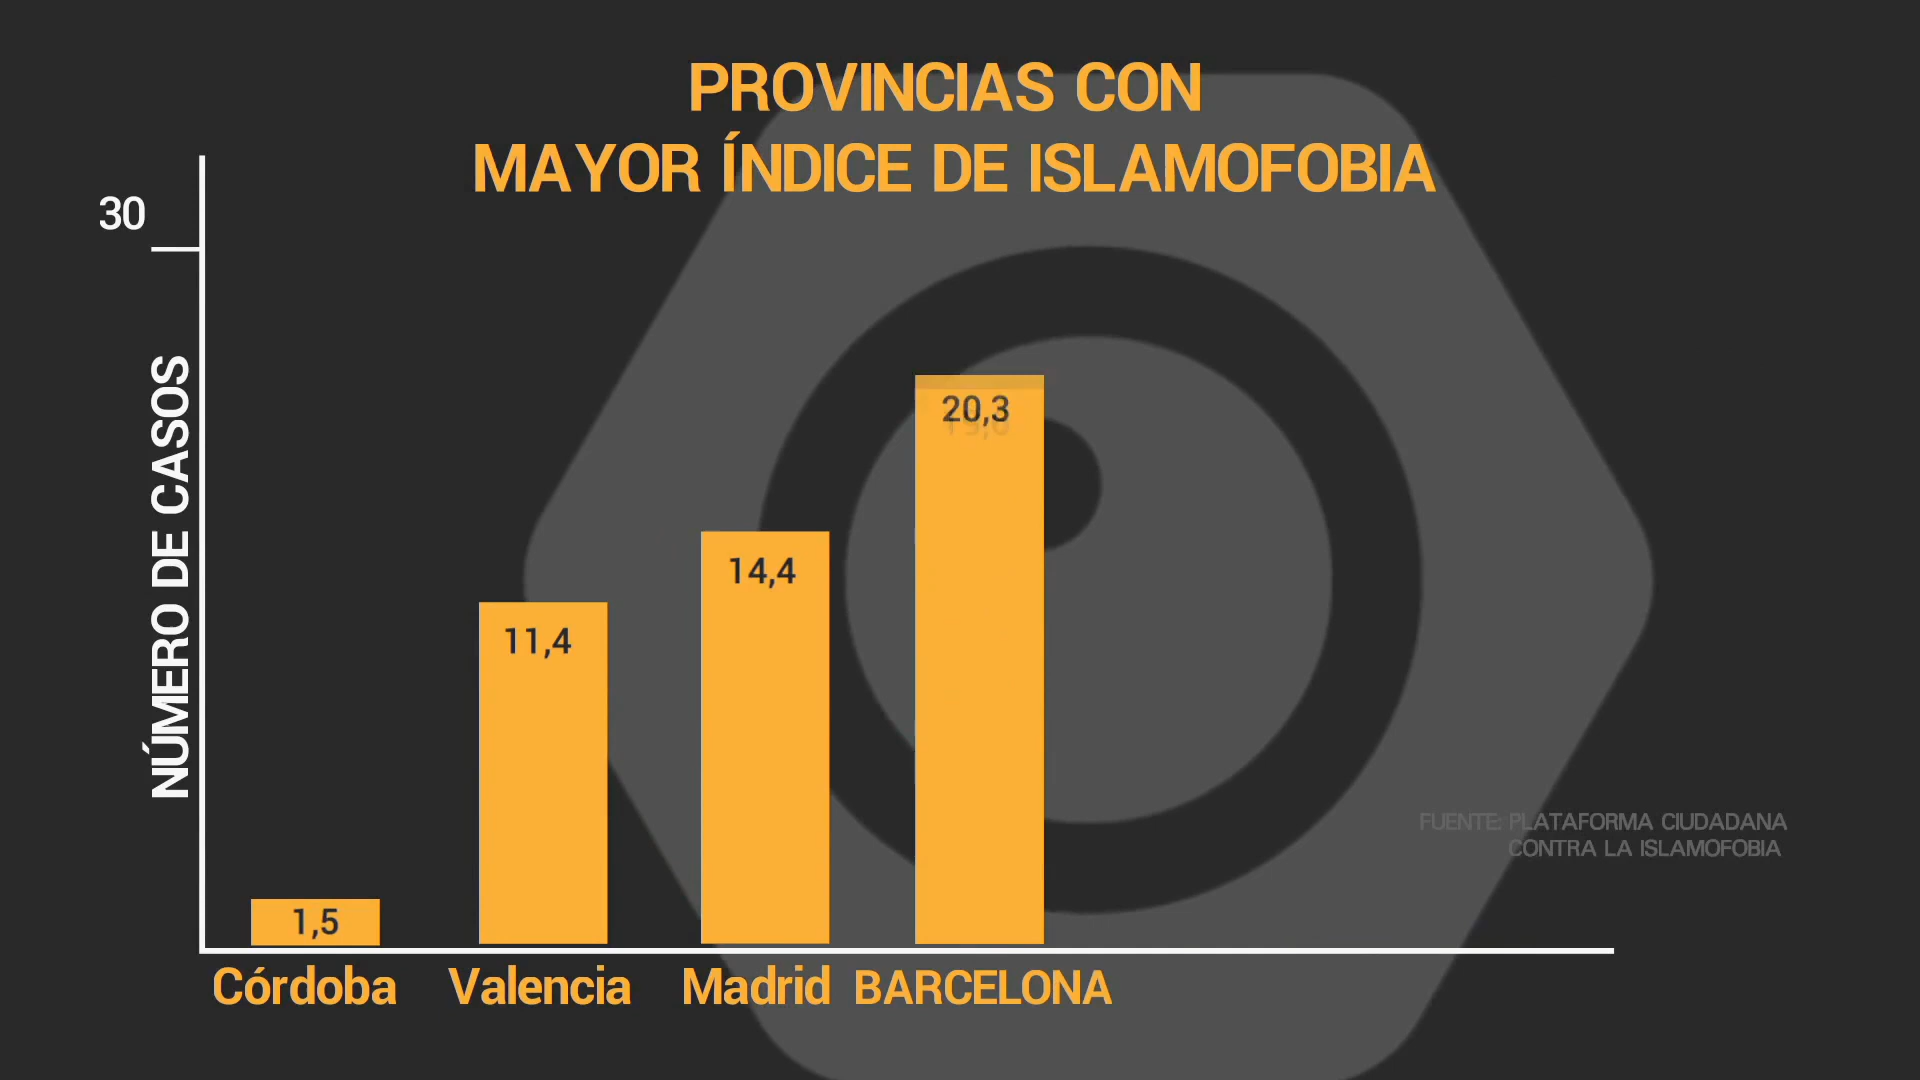 PROVINCIAS CON
MAYOR ÍNDICE DE ISLAMOFOBIA
30
NÚMERO DE CASOS
20,3
14,4
11,4
1,5
Córdoba Valencia Madrid BARCELONA
FUENTE: PLATAFORMA CIUDADANA
CONTRA LA ISLAMOFOBIA